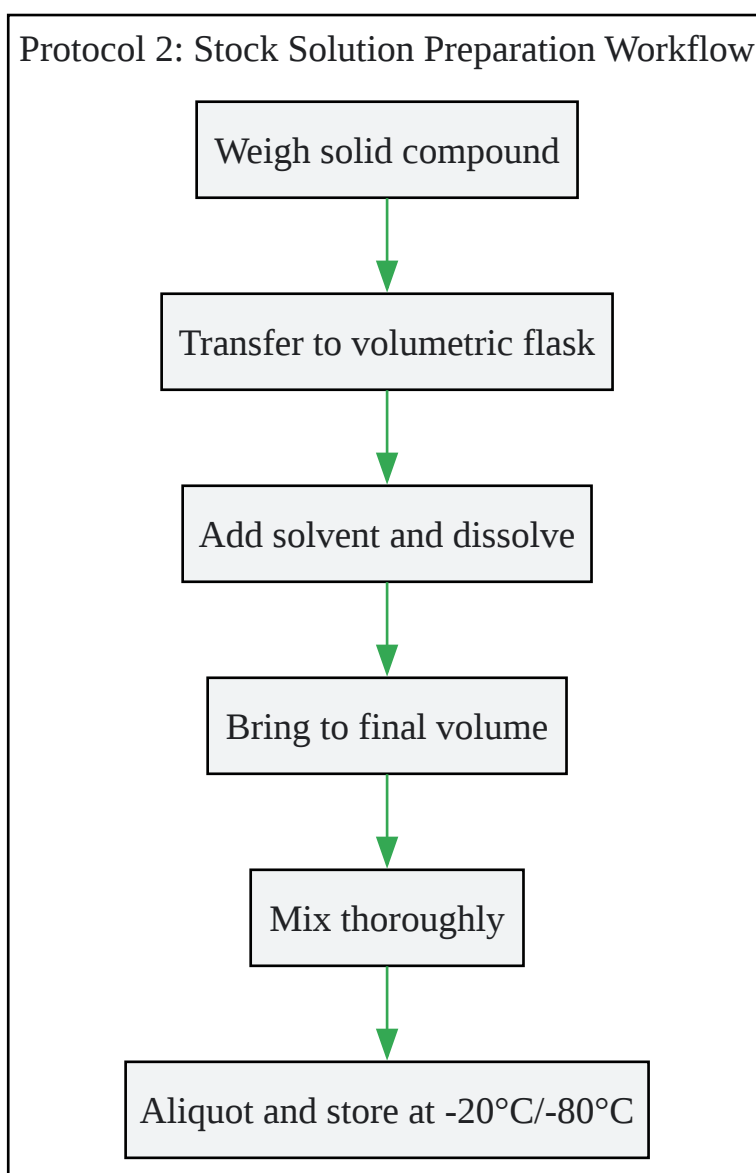 Protocol 2: Stock Solution Preparation Workflow
Weigh solid compound
Transfer to volumetric flask
Add solvent and dissolve
Bring to final volume
Mix thoroughly
Aliquot and store at -20°C/-80°C